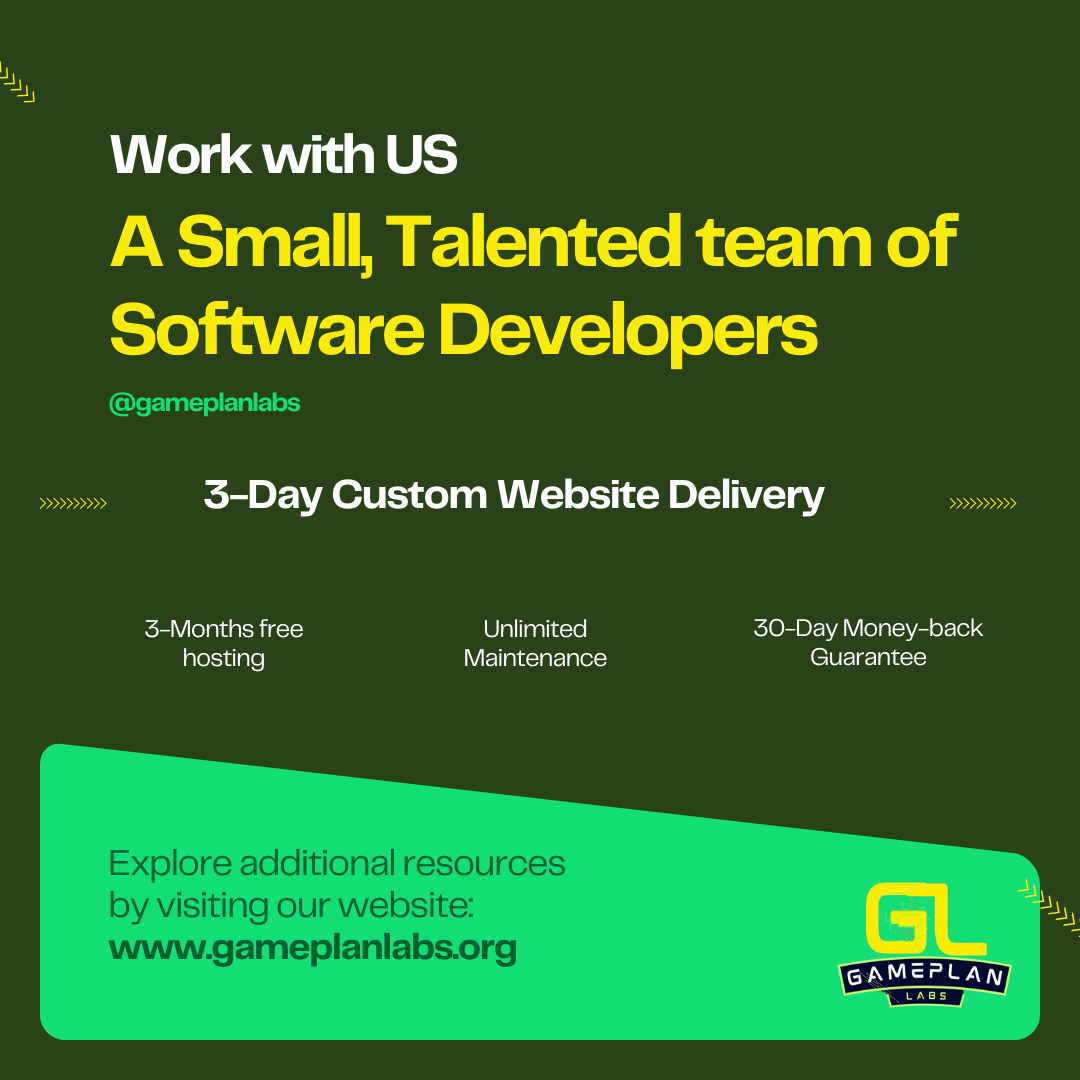 Work with US
A Small, Talented team of
Software Developers
@gameplanlabs
3-Day Custom Website Delivery
3-Months free
hosting
Unlimited
Maintenance
30-Day Money-back
Guarantee
Explore additional resources
by visiting our website:
www.gameplanlabs.org
GL
GAMEPLAN
LABS